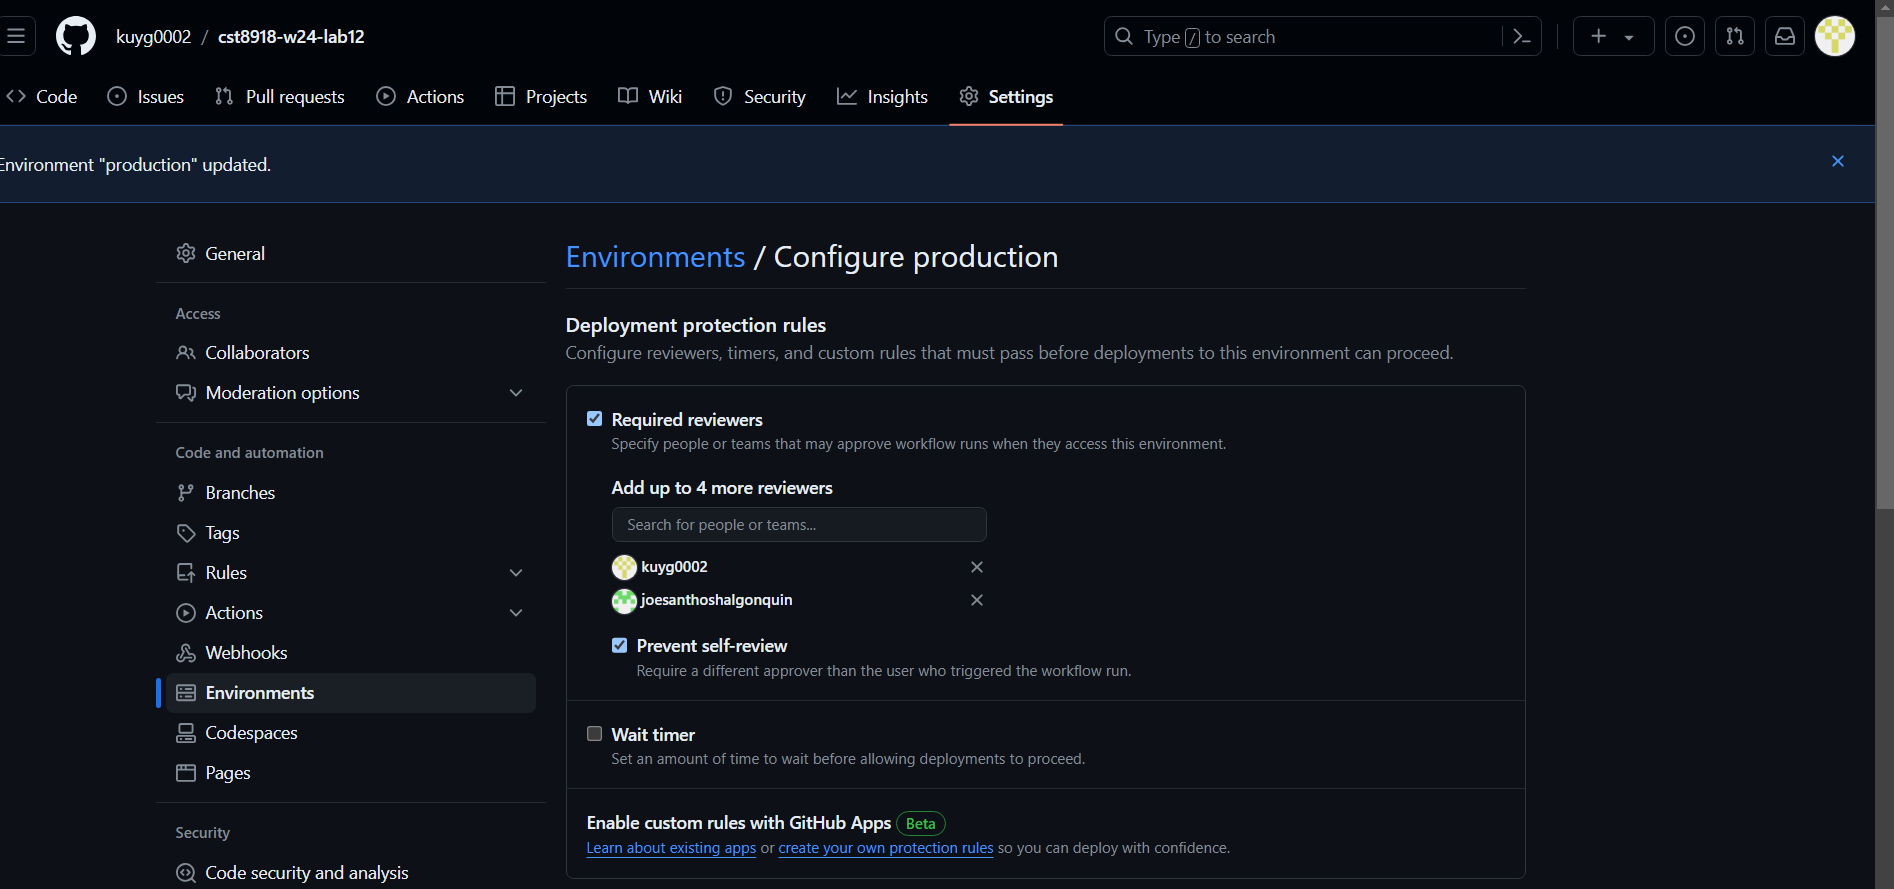 kuyg0002 / cst8918-w24-lab12
Type / to search
Code Issues Pull requests Actions Projects Wiki Security Insights Settings
Environment "production" updated.
General
Access
Collaborators
Moderation options
Code and automation
Branches
Tags
Rules
Actions
Webhooks
Environments
Codespaces
Pages
Security
Code security and analysis
Environments / Configure production
Deployment protection rules
Configure reviewers, timers, and custom rules that must pass before deployments to this environment can proceed.
Required reviewers
Specify people or teams that may approve workflow runs when they access this environment.
Add up to 4 more reviewers
Search for people or teams...
kuyg0002
joesanthoshalgonquin
Prevent self-review
Require a different approver than the user who triggered the workflow run.
Wait timer
Set an amount of time to wait before allowing deployments to proceed.
Enable custom rules with GitHub Apps Beta
Learn about existing apps or create your own protection rules so you can deploy with confidence.